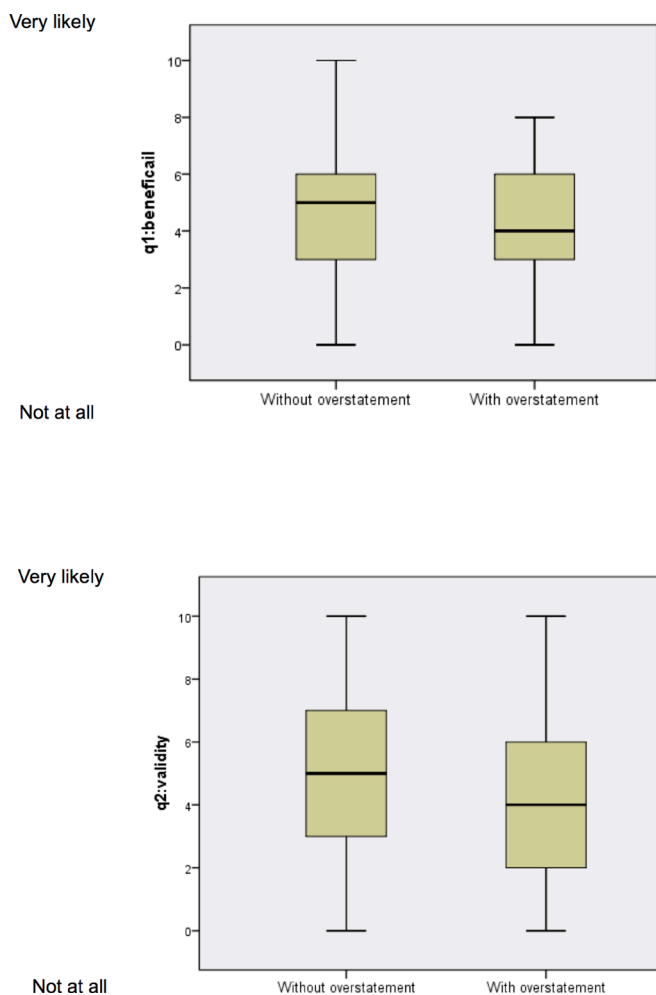 Very likely
10
8
6
4
2
0
q1:beneficail
Without overstatement
With overstatement
Not at all
Very likely
10
8
6
4
2
0
q2:validity
Without overstatement
With overstatement
Not at all